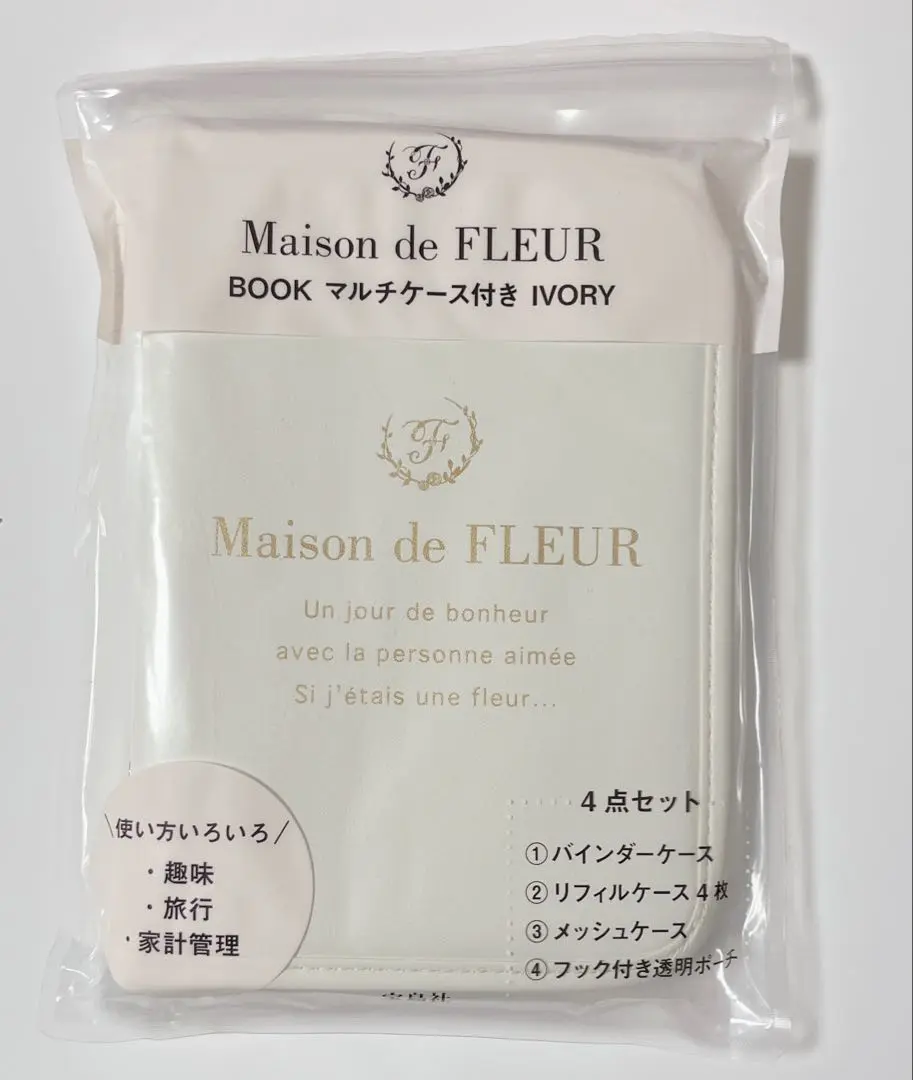 F
Maison de FLEUR
BOOK マルチケース付き IVORY
F
Maison de FLEUR
Un jour de bonheur
avec la personne aimée
Si j'étais une fleur...
\使い方いろいろ/
・趣味
・旅行
・家計管理
4点セット
①バインダーケース
②リフィルケース4枚
③メッシュケース
④フック付き透明ポーチ